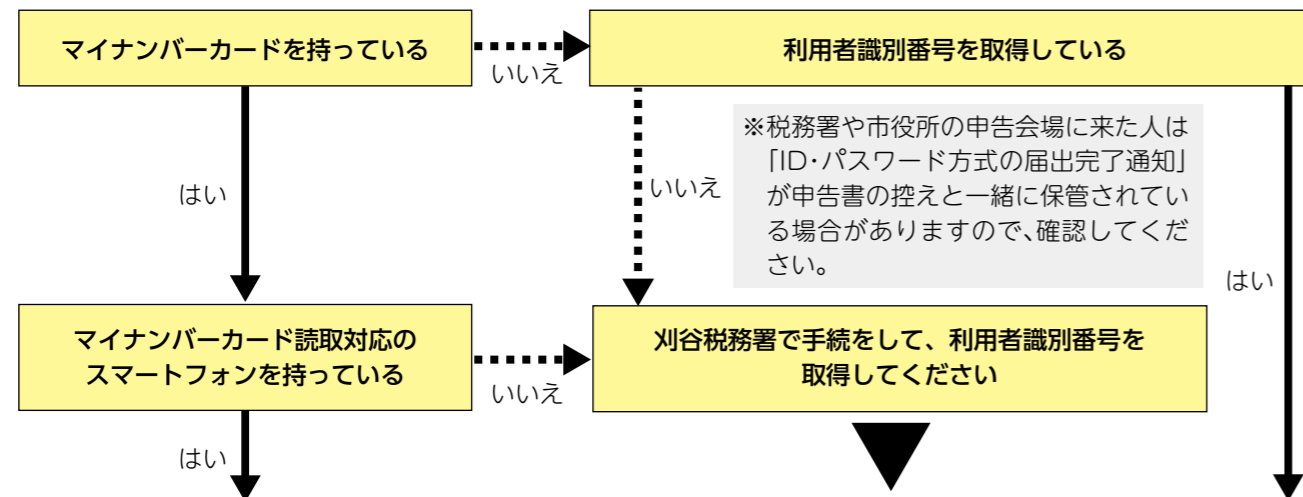 マイナンバーカードを持っている
いいえ
利用者識別番号を取得している
はい
いいえ
※税務署や市役所の申告会場に来た人は
「ID・パスワード方式の届出完了通知」
が申告書の控えと一緒に保管されてい
る場合がありますので、確認してくだ
さい。
はい
マイナンバーカード読取対応の
スマートフォンを持っている
いいえ
刈谷税務署で手続をして、利用者識別番号を
取得してください
はい